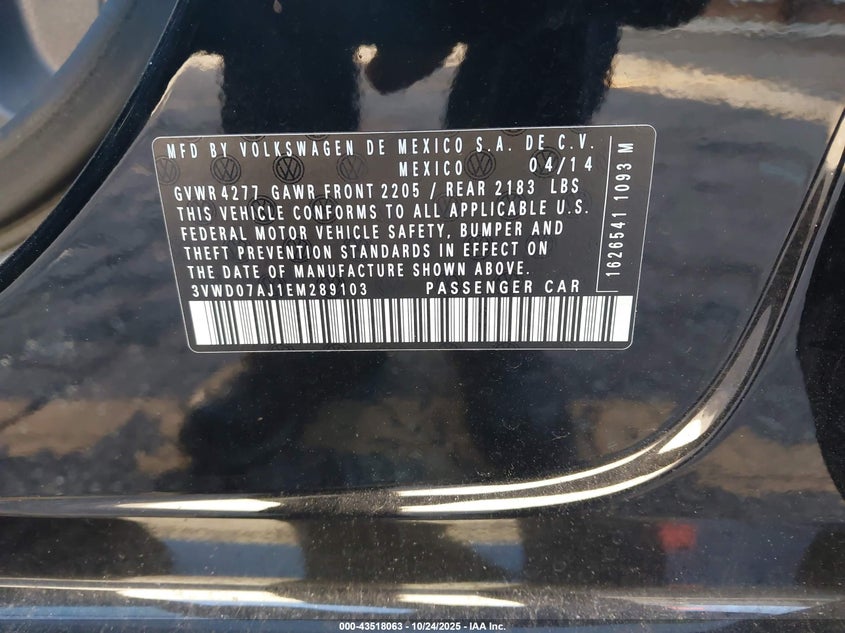 MFD BY VOLKSWAGEN DE MEXICO S.A. DE C.V.
MEXICO 04/14
GVWR 4277 GAWR FRONT 2205 / REAR 2183 LBS
THIS VEHICLE CONFORMS TO ALL APPLICABLE U.S.
FEDERAL MOTOR VEHICLE SAFETY, BUMPER AND
THEFT PREVENTION STANDARDS IN EFFECT ON
THE DATE OF MANUFACTURE SHOWN ABOVE.
3VWD07AJ1EM289103 PASSENGER CAR
1626541 1093 M
000-43518063 - 10/24/2025 - IAA Inc.